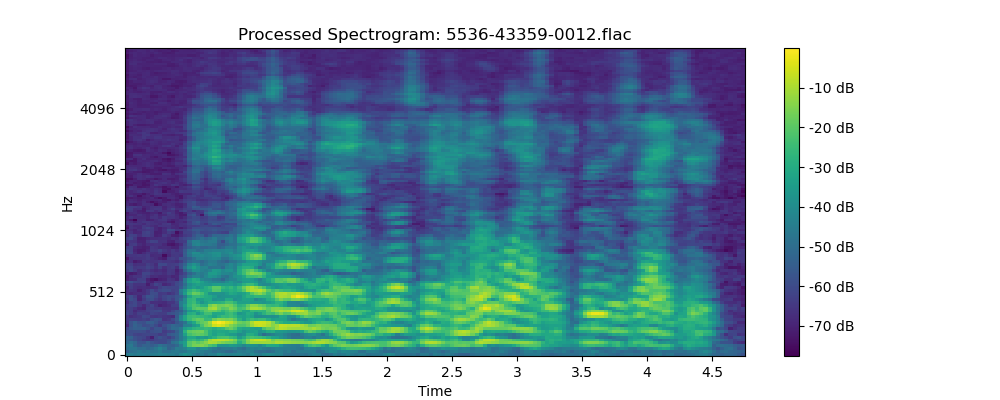 Processed Spectrogram: 5536-43359-0012.flac
Hz
4096
2048
1024
512
0
0 0.5 1 1.5 2 2.5 3 3.5 4 4.5
Time
-10 dB
-20 dB
-30 dB
-40 dB
-50 dB
-60 dB
-70 dB